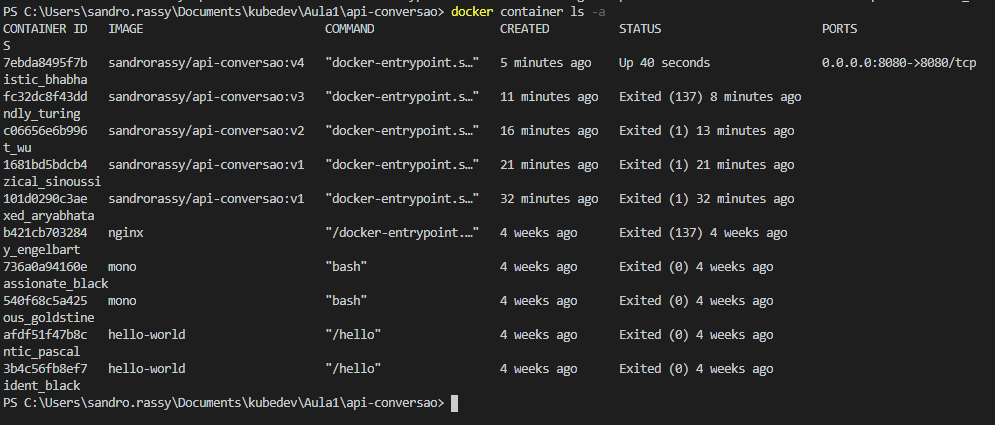 PS C:\Users\sandro.rassy\Documents\kubedev\Aula1\api-conversao> docker container ls -a
CONTAINER ID IMAGE COMMAND CREATED STATUS PORTS
S
7ebda8495f7b sandrorassy/api-conversao:v4 "docker-entrypoint.s…" 5 minutes ago Up 40 seconds 0.0.0.0:8080->8080/tcp
istic_bhabha
fc32dc8f43dd sandrorassy/api-conversao:v3 "docker-entrypoint.s…" 11 minutes ago Exited (137) 8 minutes ago
ndly_turing
c06656e6b996 sandrorassy/api-conversao:v2 "docker-entrypoint.s…" 16 minutes ago Exited (1) 13 minutes ago
t_wu
1681bd5bdcb4 sandrorassy/api-conversao:v1 "docker-entrypoint.s…" 21 minutes ago Exited (1) 21 minutes ago
zical_sinoussi
101d0290c3ae sandrorassy/api-conversao:v1 "docker-entrypoint.s…" 32 minutes ago Exited (1) 32 minutes ago
xed_aryabhata
b421cb703284 nginx "/docker-entrypoint.…" 4 weeks ago Exited (137) 4 weeks ago
y_engelbart
736a0a94160e mono "bash" 4 weeks ago Exited (0) 4 weeks ago
assionate_black
540f68c5a425 mono "bash" 4 weeks ago Exited (0) 4 weeks ago
ous_goldstine
afdf51f47b8c hello-world "/hello" 4 weeks ago Exited (0) 4 weeks ago
ntic_pascal
3b4c56fb8ef7 hello-world "/hello" 4 weeks ago Exited (0) 4 weeks ago
ident_black
PS C:\Users\sandro.rassy\Documents\kubedev\Aula1\api-conversao>